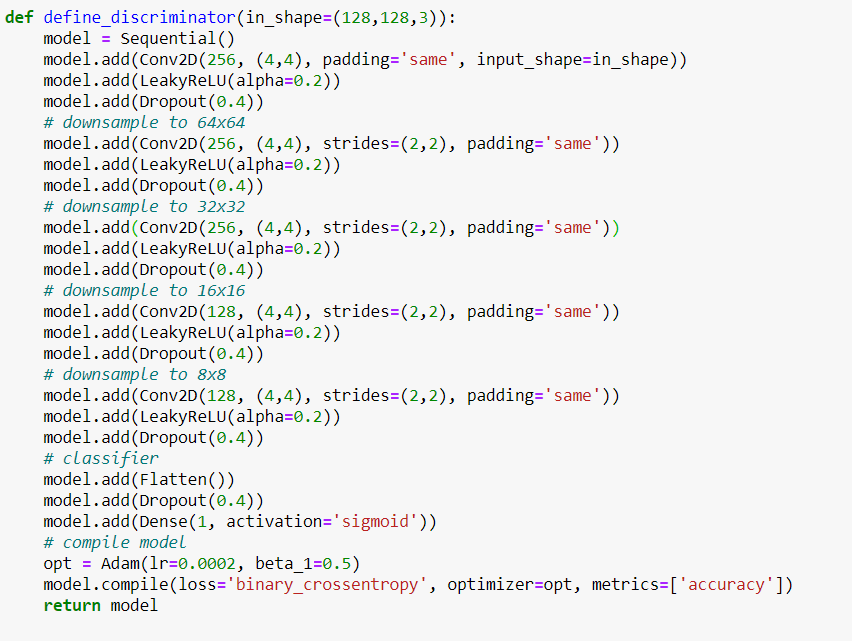 def define_discriminator(in_shape=(128,128,3)):
    model = Sequential()
    model.add(Conv2D(256, (4,4), padding='same', input_shape=in_shape))
    model.add(LeakyReLU(alpha=0.2))
    model.add(Dropout(0.4))
    # downsample to 64x64
    model.add(Conv2D(256, (4,4), strides=(2,2), padding='same'))
    model.add(LeakyReLU(alpha=0.2))
    model.add(Dropout(0.4))
    # downsample to 32x32
    model.add(Conv2D(256, (4,4), strides=(2,2), padding='same'))
    model.add(LeakyReLU(alpha=0.2))
    model.add(Dropout(0.4))
    # downsample to 16x16
    model.add(Conv2D(128, (4,4), strides=(2,2), padding='same'))
    model.add(LeakyReLU(alpha=0.2))
    model.add(Dropout(0.4))
    # downsample to 8x8
    model.add(Conv2D(128, (4,4), strides=(2,2), padding='same'))
    model.add(LeakyReLU(alpha=0.2))
    model.add(Dropout(0.4))
    # classifier
    model.add(Flatten())
    model.add(Dropout(0.4))
    model.add(Dense(1, activation='sigmoid'))
    # compile model
    opt = Adam(lr=0.0002, beta_1=0.5)
    model.compile(loss='binary_crossentropy', optimizer=opt, metrics=['accuracy'])
    return model